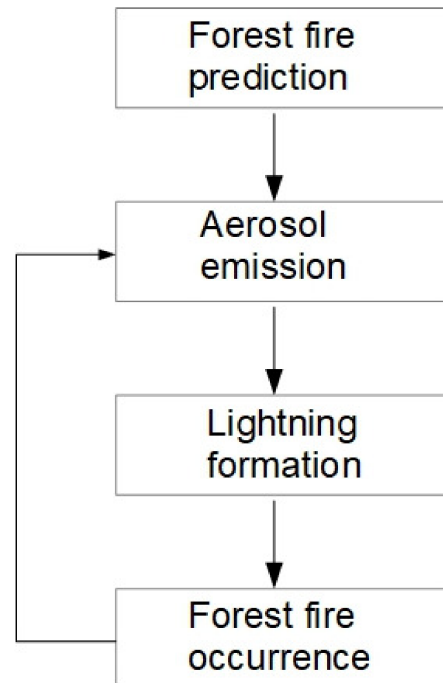 Forest fire
prediction
Aerosol
emission
Lightning
formation
Forest fire
occurrence